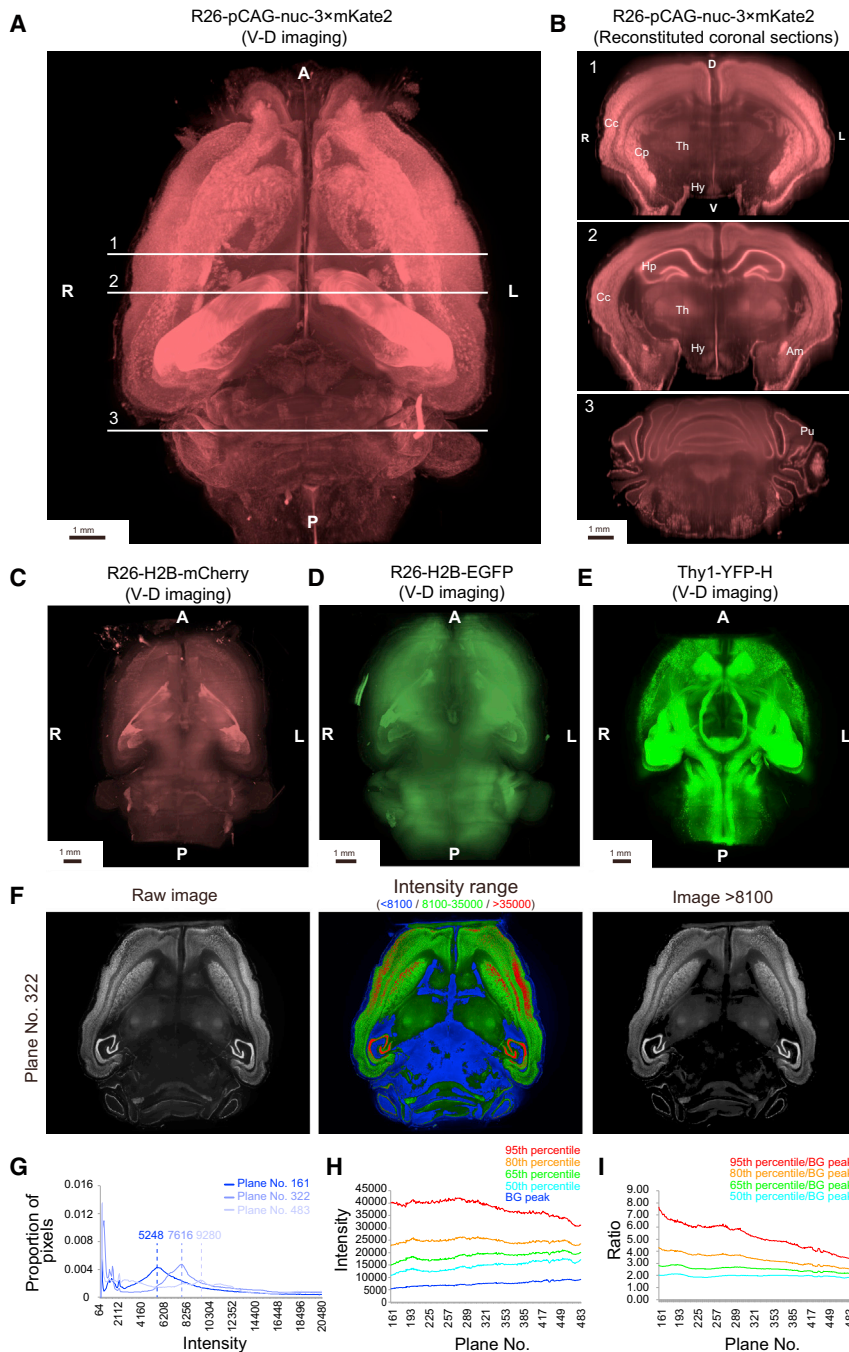 A
R26-pCAG-nuc-3×mKate2
(V-D imaging)
A
1
2
R
L
3
P
1 mm
B
R26-pCAG-nuc-3×mKate2
(Reconstituted coronal sections)
1
D
Cc
R
L
Cp
Th
Hy
V
2
Hp
Cc
Th
Hy
Am
3
Pu
1 mm
C
R26-H2B-mCherry
(V-D imaging)
A
R
L
P
1 mm
D
R26-H2B-EGFP
(V-D imaging)
A
R
L
P
1 mm
E
Thy1-YFP-H
(V-D imaging)
A
R
L
P
1 mm
F
Raw image
Intensity range
(<8100 / 8100-35000 / >35000)
Image >8100
Plane No. 322
G
0.016
0.012
0.008
0.004
0
Proportion of
pixels
Plane No. 161
Plane No. 322
Plane No. 483
5248
7616
9280
64
2112
4160
6208
8256
10304
12352
14400
16448
18496
20480
Intensity
H
95th percentile
80th percentile
65th percentile
50th percentile
BG peak
45000
40000
35000
30000
25000
20000
15000
10000
5000
0
Intensity
161
193
225
257
289
321
353
385
417
449
483
Plane No.
I
95th percentile/BG peak
80th percentile/BG peak
65th percentile/BG peak
50th percentile/BG peak
9.00
8.00
7.00
6.00
5.00
4.00
3.00
2.00
1.00
0.00
Ratio
161
193
225
257
289
321
353
385
417
449
Plane No.